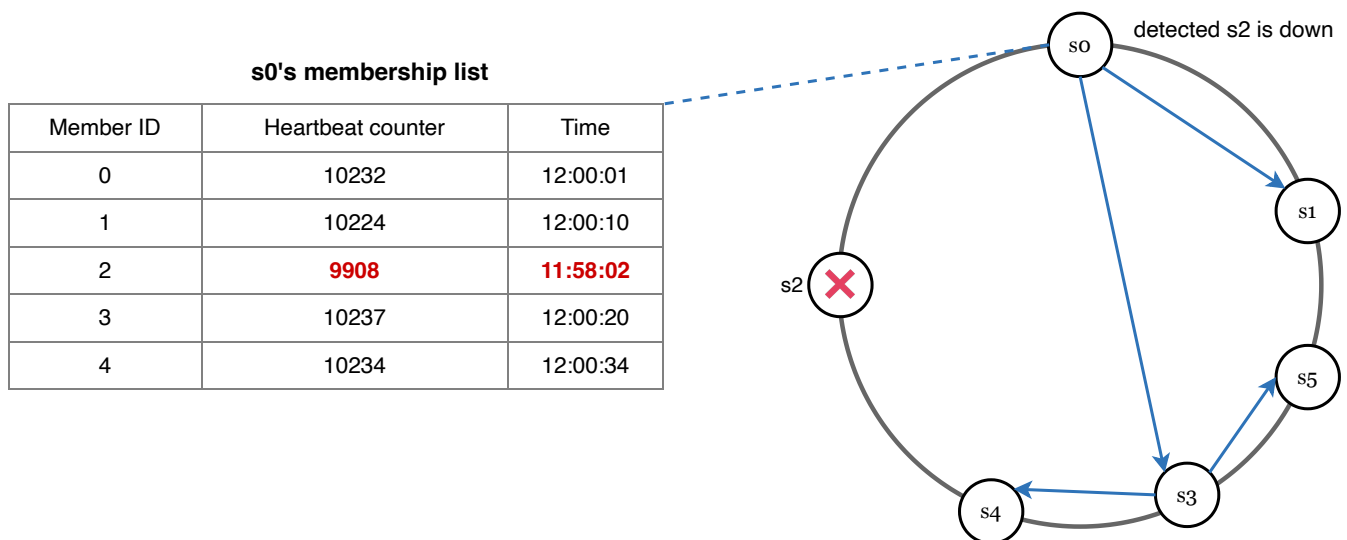 detected s2 is down
s0
s0's membership list
Member ID Heartbeat counter Time
0 10232 12:00:01
1 10224 12:00:10
2 9908 11:58:02
3 10237 12:00:20
4 10234 12:00:34
s1
s2
s5
s3
s4